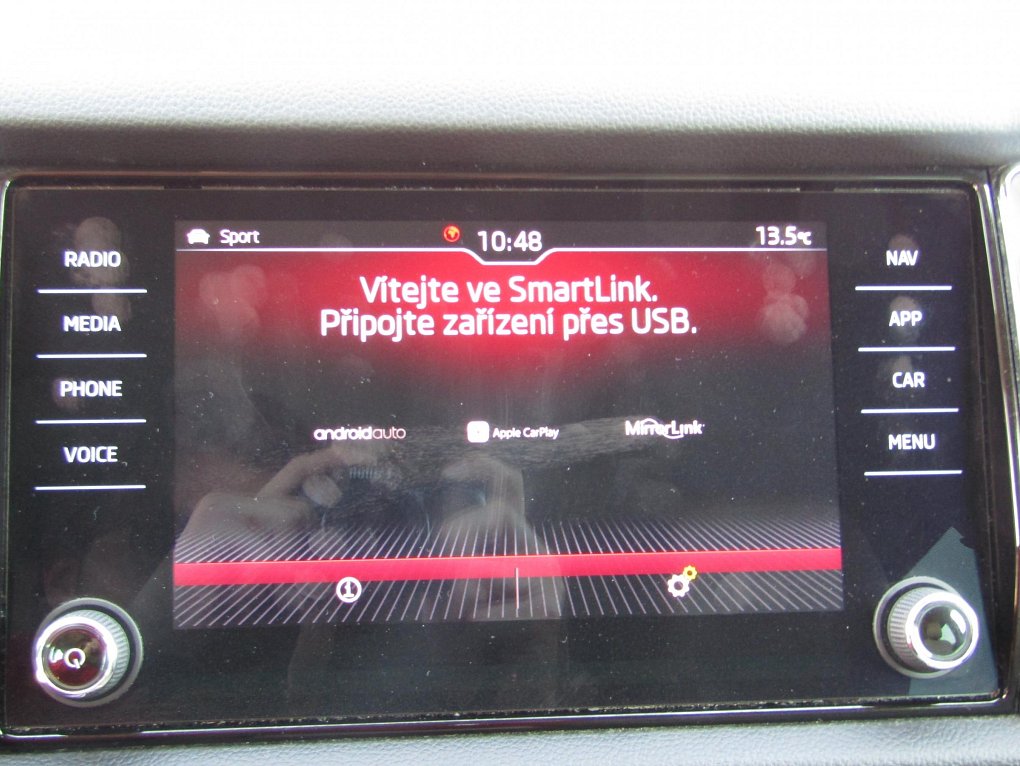 Sport
10:48
13.5°C
RADIO
MEDIA
PHONE
VOICE
Vítejte ve SmartLink.
Připojte zařízení přes USB.
androidauto
Apple CarPlay
MirrorLink
NAV
APP
CAR
MENU